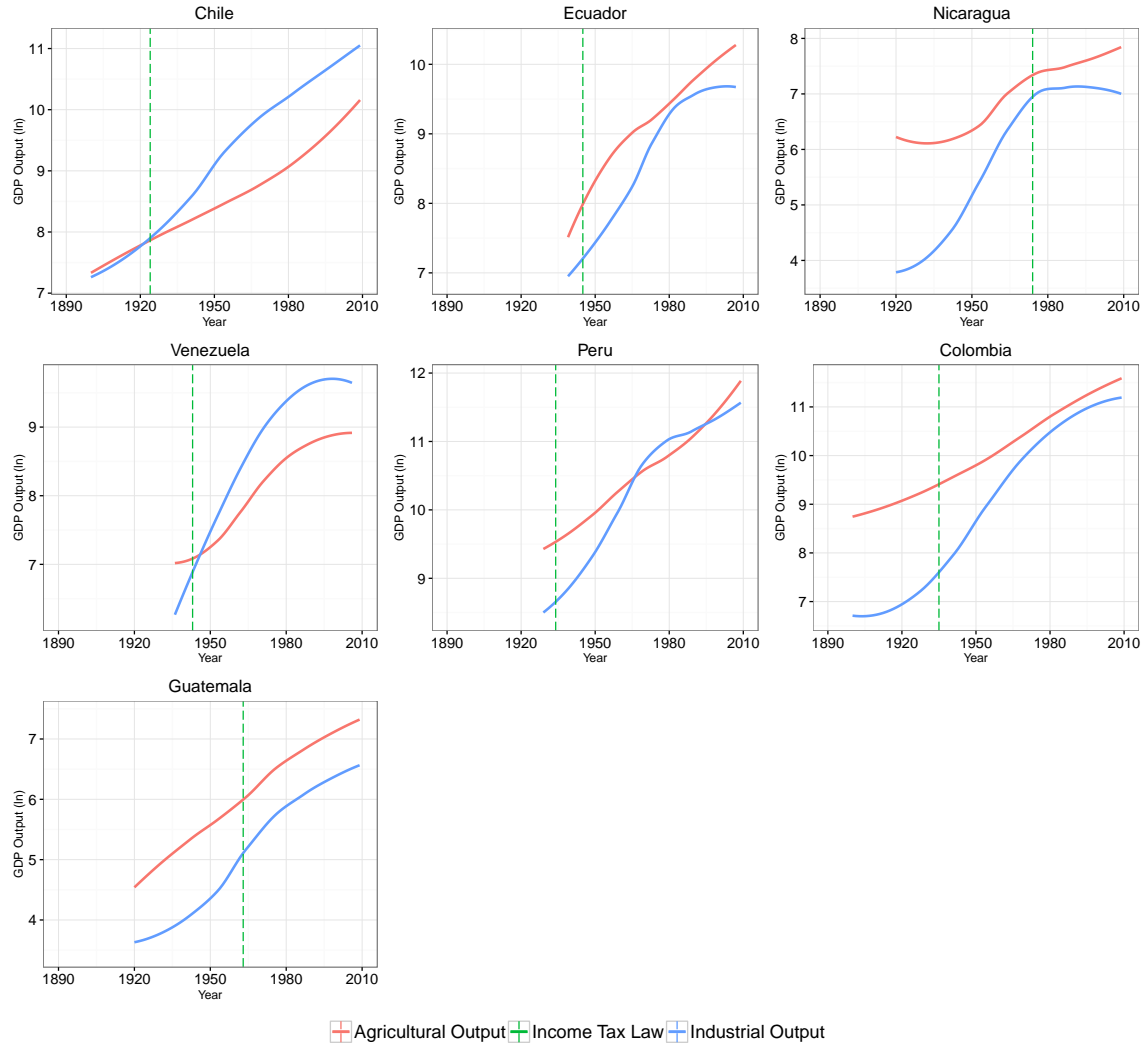 Chile
GDP Output (ln)
11
10
9
8
7
1890 1920 1950 1980 2010
Year
Ecuador
GDP Output (ln)
10
9
8
7
1890 1920 1950 1980 2010
Year
Nicaragua
GDP Output (ln)
8
7
6
5
4
1890 1920 1950 1980 2010
Year
Venezuela
GDP Output (ln)
9
8
7
1890 1920 1950 1980 2010
Year
Peru
GDP Output (ln)
12
11
10
9
1890 1920 1950 1980 2010
Year
Colombia
GDP Output (ln)
11
10
9
8
7
1890 1920 1950 1980 2010
Year
Guatemala
GDP Output (ln)
7
6
5
4
1890 1920 1950 1980 2010
Year
Agricultural Output Income Tax Law Industrial Output